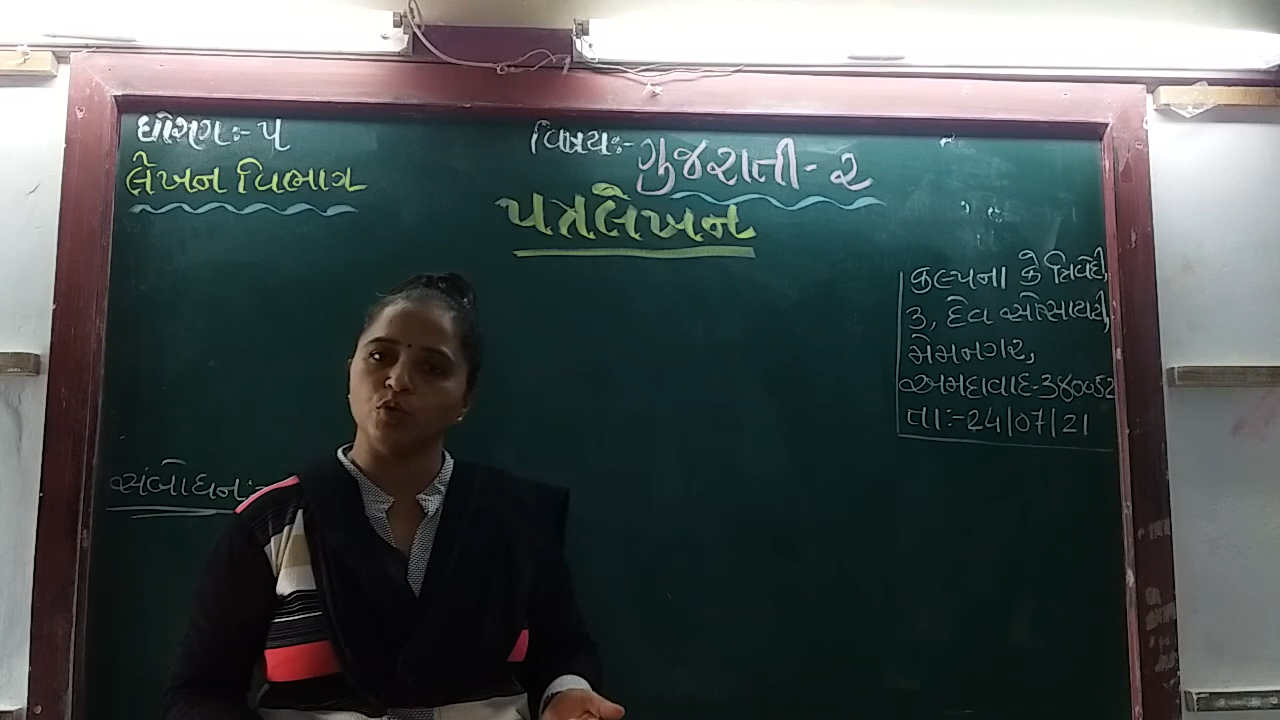 ધોરણ:- ૫
વિષય:- ગુજરાતી - ૨
લેખન વિભાગ
પત્રલેખન
કલ્પના કે ત્રિવેદી,
૩, દેવ સોસાયટી,
મેમનગર,
અમદાવાદ-380052
તા:-24/07/21
સંબોધન:-